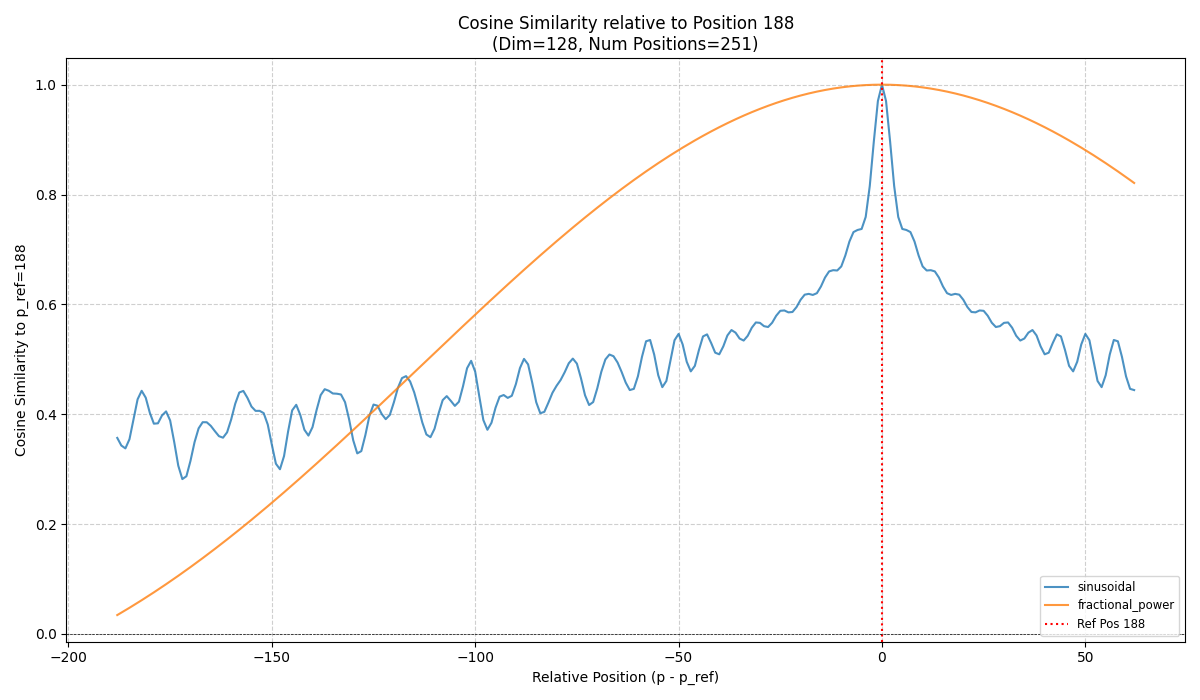 Cosine Similarity relative to Position 188
(Dim=128, Num Positions=251)
Cosine Similarity to p_ref=188
1.0
0.8
0.6
0.4
0.2
0.0
−200
−150
−100
−50
0
50
Relative Position (p - p_ref)
sinusoidal
fractional_power
Ref Pos 188